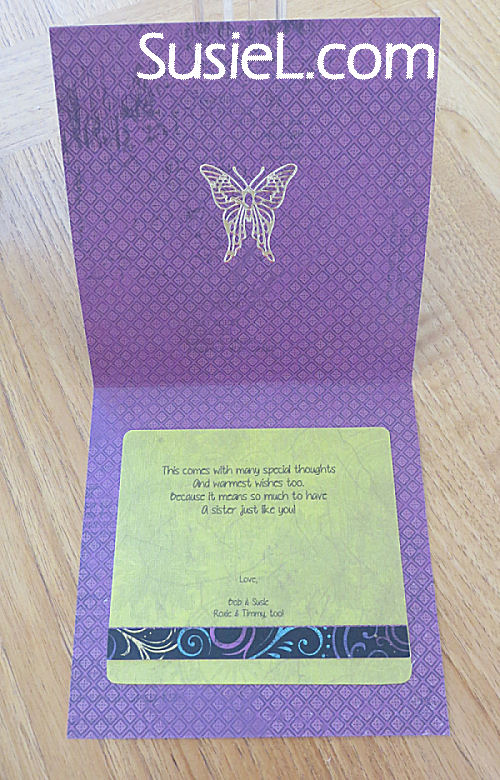 SusieL.com
This comes with many special thoughts
And warmest wishes too.
Because it means so much to have
A sister just like you!
Love,
Bob & Susie
Roxie & Timmy, too!